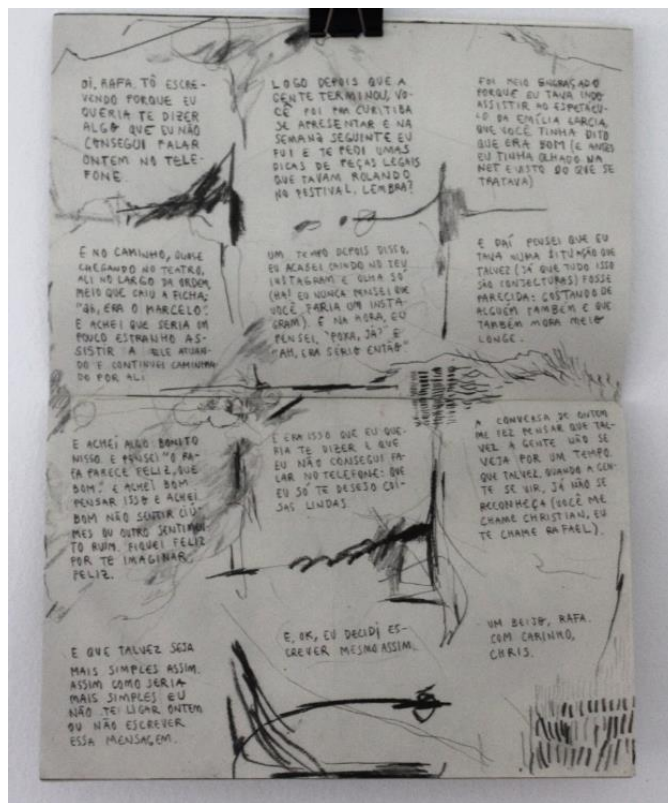 OI, RAFA. TÔ ESCRE-
VENDO PORQUE EU
QUERIA TE DIZER
ALGO QUE EU NÃO
CONSEGUI FALAR
ONTEM NO TELE-
FONE.
LOGO DEPOIS QUE A
GENTE TERMINOU, VO-
CÊ FOI PRA CURITIBA
SE APRESENTAR E NA
SEMANA SEGUINTE EU
FUI E TE PEDI UMAS
DICAS DE PEÇAS LEGAIS
QUE TAVAM ROLANDO
NO FESTIVAL. LEMBRA?
FOI MEIO ENGRAÇADO
PORQUE EU TAVA INDO
ASSISTIR AO ESPETÁCU-
LO DA EMÍLIA GARCIA
QUE VOCÊ TINHA DITO
QUE ERA BOM (E ANTES
EU TINHA OLHADO NA
NET E VISTO DO QUE SE
TRATAVA)
E NO CAMINHO, QUASE
CHEGANDO NO TEATRO,
ALI NO LARGO DA ORDEM,
MEIO QUE CAIU A FICHA:
"AH, ERA O MARCELO".
E ACHEI QUE SERIA UM
POUCO ESTRANHO AS-
SISTIR A ELE ATUAN-
DO E CONTINUEI CAMINHAN-
DO POR ALI.
UM TEMPO DEPOIS DISSO,
EU ACABEI CAINDO NO TEU
INSTAGRAM E OLHA SÓ
(HA! EU NUNCA PENSEI QUE
VOCÊ FARIA UM INSTA-
GRAM). E NA HORA, EU
PENSEI, "POXA, JÁ?" E
"AH, ERA SÉRIO ENTÃO"
E DAÍ PENSEI QUE EU
TAVA NUMA SITUAÇÃO QUE
TALVEZ (JÁ QUE TUDO ISSO
SÃO CONJECTURAS) FOSSE
PARECIDA: GOSTANDO DE
ALGUÉM TAMBÉM E QUE
TAMBÉM MORA MEIO
LONGE.
E ACHEI ALGO BONITO
NISSO. E PENSEI "O RA-
FA PARECE FELIZ, QUE
BOM". E ACHEI BOM
PENSAR ISSO E ACHEI
BOM NÃO SENTIR CIÚ-
MES OU OUTRO SENTIMEN-
TO RUIM. FIQUEI FELIZ
POR TE IMAGINAR
FELIZ.
E ERA ISSO QUE EU QUE-
RIA TE DIZER E QUE
EU NÃO CONSEGUI FA-
LAR NO TELEFONE: QUE
EU SÓ TE DESEJO COI-
SAS LINDAS.
A CONVERSA DE ONTEM
ME FEZ PENSAR QUE TAL-
VEZ A GENTE NÃO SE
VEJA POR UM TEMPO.
QUE TALVEZ, QUANDO A GEN-
TE SE VIR, JÁ NÃO SE
RECONHEÇA (VOCÊ ME
CHAME CHRISTIAN, EU
TE CHAME RAFAEL).
E QUE TALVEZ SEJA
MAIS SIMPLES ASSIM.
ASSIM COMO SERIA
MAIS SIMPLES EU
NÃO TE LIGAR ONTEM
OU NÃO ESCREVER
ESSA MENSAGEM.
E, OK, EU DECIDI ES-
CREVER MESMO ASSIM.
UM BEIJO, RAFA.
COM CARINHO,
CHRIS.